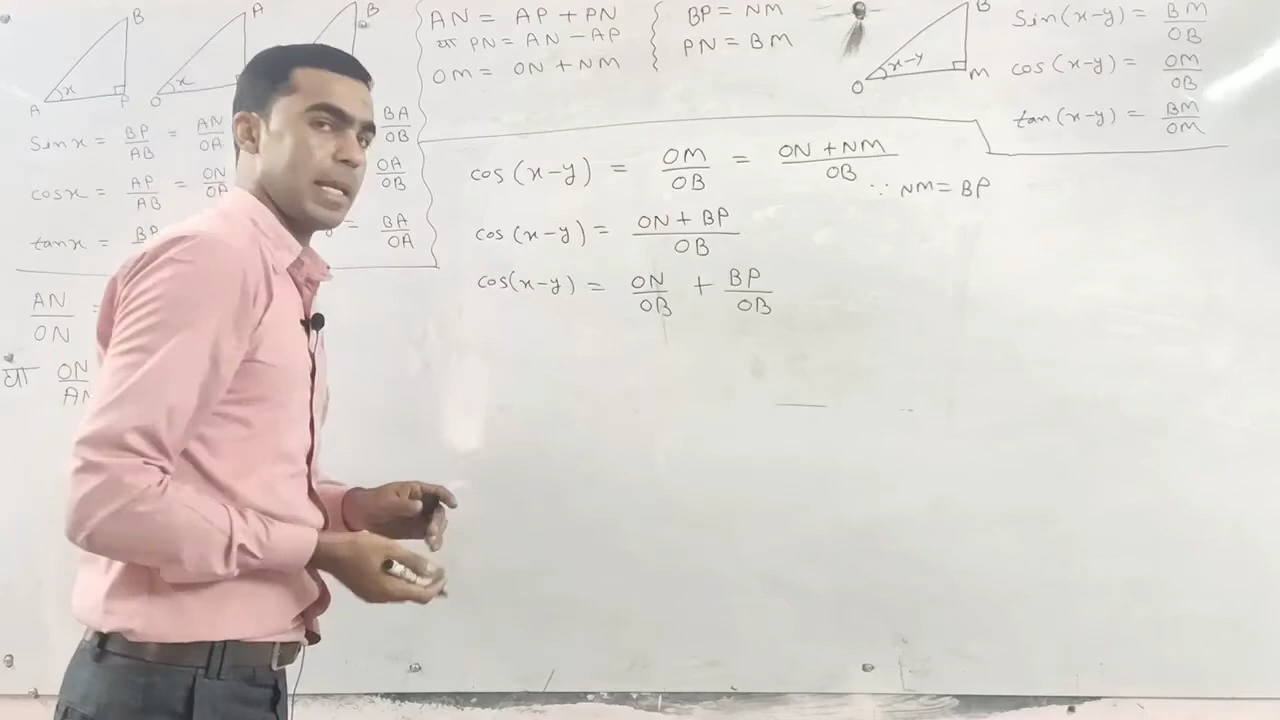 B
A x P
A
O x
B
Sin x = BP/AB = AN BA/OB
cos x = AP/AB = ON/OA OA/OB
tan x = BP = BA/OA
AN/ON =
या ON/AN
AN = AP + PN
या PN = AN - AP
OM = ON + NM
BP = NM
PN = BM
B
O x-y M
Sin(x-y) = BM/OB
cos(x-y) = OM/OB
tan(x-y) = BM/OM
cos(x-y) = OM/OB = ON + NM/OB
∵ NM = BP
cos(x-y) = ON + BP/OB
cos(x-y) = ON/OB + BP/OB